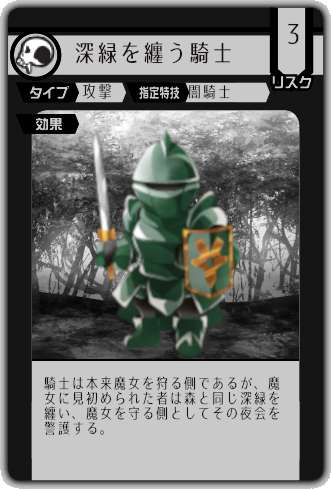 深緑を纏う騎士
3
リスク
タイプ 攻撃 指定特技 闇騎士
効果
騎士は本来魔女を狩る側であるが、魔
女に見初められた者は森と同じ深緑を
纏い、魔女を守る側としてその夜会を
警護する。